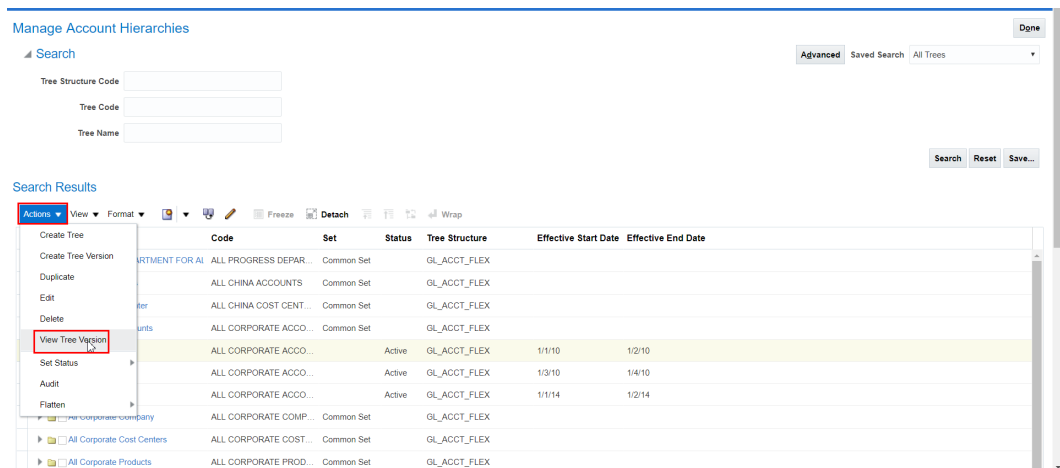 Manage Account Hierarchies
Done
Search
Advanced Saved Search All Trees
Tree Structure Code
Tree Code
Tree Name
Search Reset Save...
Search Results
Actions View Format Freeze Detach Wrap
Code Set Status Tree Structure Effective Start Date Effective End Date
Create Tree
ARTMENT FOR AL ALL PROGRESS DEPAR... Common Set GL_ACCT_FLEX
Create Tree Version
ALL CHINA ACCOUNTS Common Set GL_ACCT_FLEX
Duplicate
Edit
ter ALL CHINA COST CENT... Common Set GL_ACCT_FLEX
Delete
unts ALL CORPORATE ACCO... Common Set GL_ACCT_FLEX
View Tree Version
ALL CORPORATE ACCO... Active GL_ACCT_FLEX 1/1/10 1/2/10
Set Status
ALL CORPORATE ACCO... Active GL_ACCT_FLEX 1/3/10 1/4/10
Audit
ALL CORPORATE ACCO... Active GL_ACCT_FLEX 1/1/14 1/2/14
Flatten
All Corporate Company ALL CORPORATE COMP... Common Set GL_ACCT_FLEX
All Corporate Cost Centers ALL CORPORATE COST... Common Set GL_ACCT_FLEX
All Corporate Products ALL CORPORATE PROD... Common Set GL_ACCT_FLEX